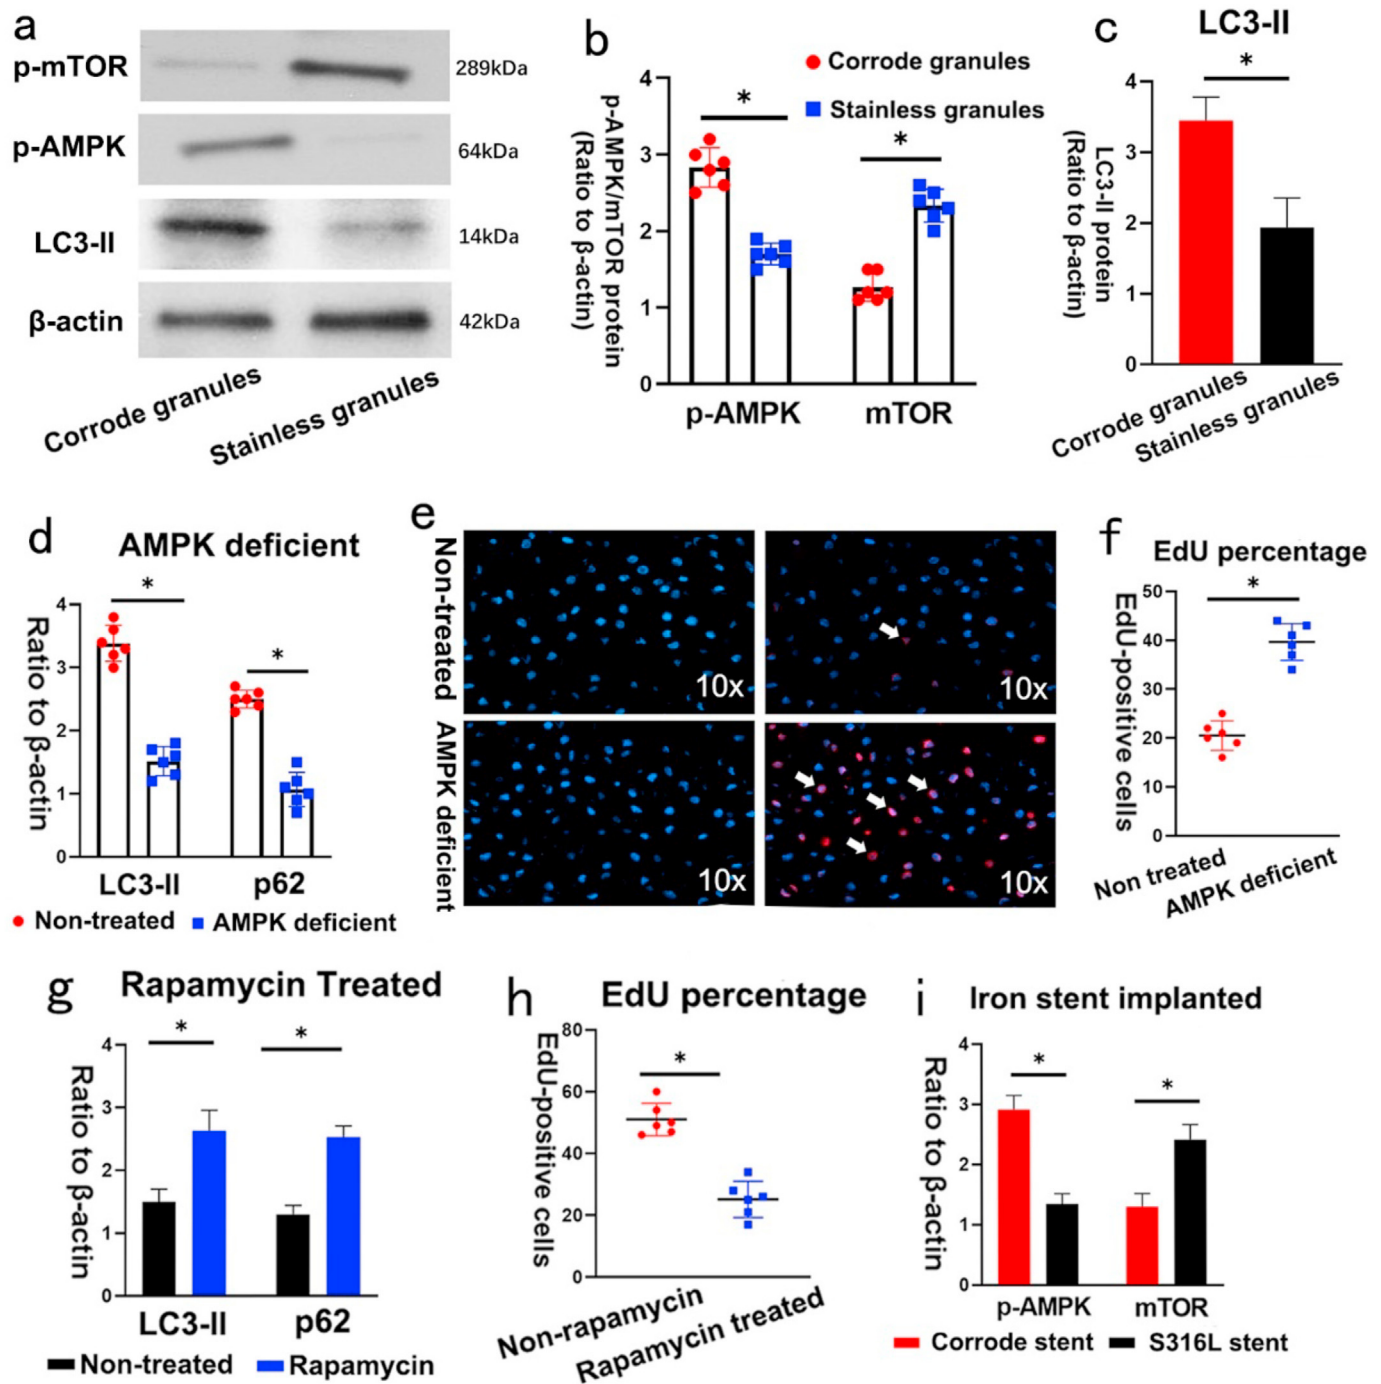 a
p-mTOR
289kDa
p-AMPK
64kDa
LC3-II
14kDa
β-actin
42kDa
Corrode granules
Stainless granules
b
Corrode granules
Stainless granules
p-AMPK/mTOR protein
(Ratio to β-actin)
4
3
2
1
0
*
*
p-AMPK
mTOR
c
LC3-II
LC3-II protein
(Ratio to β-actin)
4
3
2
1
0
*
Corrode granules
Stainless granules
d
AMPK deficient
Ratio to β-actin
4
3
2
1
0
*
*
LC3-II
p62
Non-treated
AMPK deficient
e
Non-treated
10x
10x
AMPK deficient
10x
10x
f
EdU percentage
EdU-positive cells
50
40
30
20
10
0
*
Non treated
AMPK deficient
g
Rapamycin Treated
Ratio to β-actin
4
3
2
1
0
*
*
LC3-II
p62
Non-treated
Rapamycin
h
EdU percentage
EdU-positive cells
80
60
40
20
0
*
Non-rapamycin
Rapamycin treated
i
Iron stent implanted
Ratio to β-actin
4
3
2
1
0
*
*
p-AMPK
mTOR
Corrode stent
S316L stent